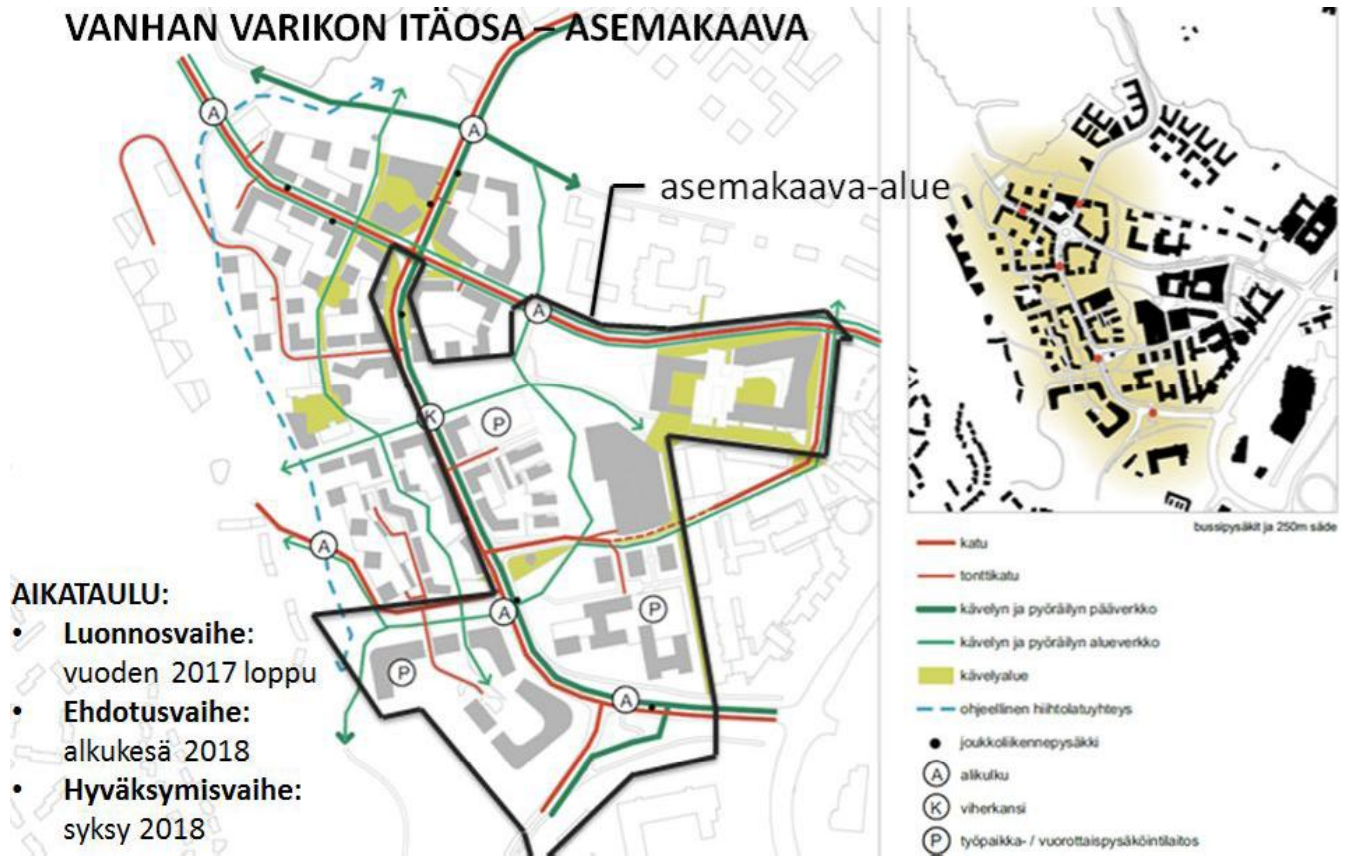 VANHAN VARIKON ITÄOSA – ASEMAKAAVA
A
A
asemakaava-alue
A
K
P
A
A
P
P
A
AIKATAULU:
• Luonnosvaihe:
vuoden 2017 loppu
• Ehdotusvaihe:
alkukesä 2018
• Hyväksymisvaihe:
syksy 2018
bussipysäkit ja 250m säde
katu
tonttikatu
kävelyn ja pyöräilyn pääverkko
kävelyn ja pyöräilyn alueverkko
kävelyalue
ohjeellinen hiihtolatuyhteys
joukkoliikennepysäkki
A alikulku
K viherkansi
P työpaikka- / vuorottaispysäköintilaitos